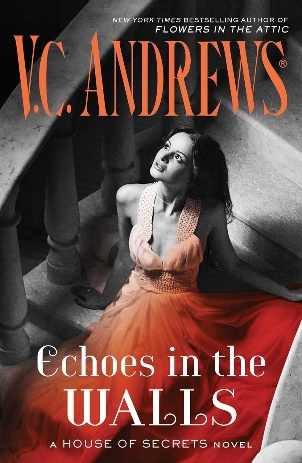 NEW YORK TIMES BESTSELLING AUTHOR OF
FLOWERS IN THE ATTIC
V.C. ANDREWS®
Echoes in the
WALLS
A HOUSE OF SECRETS NOVEL